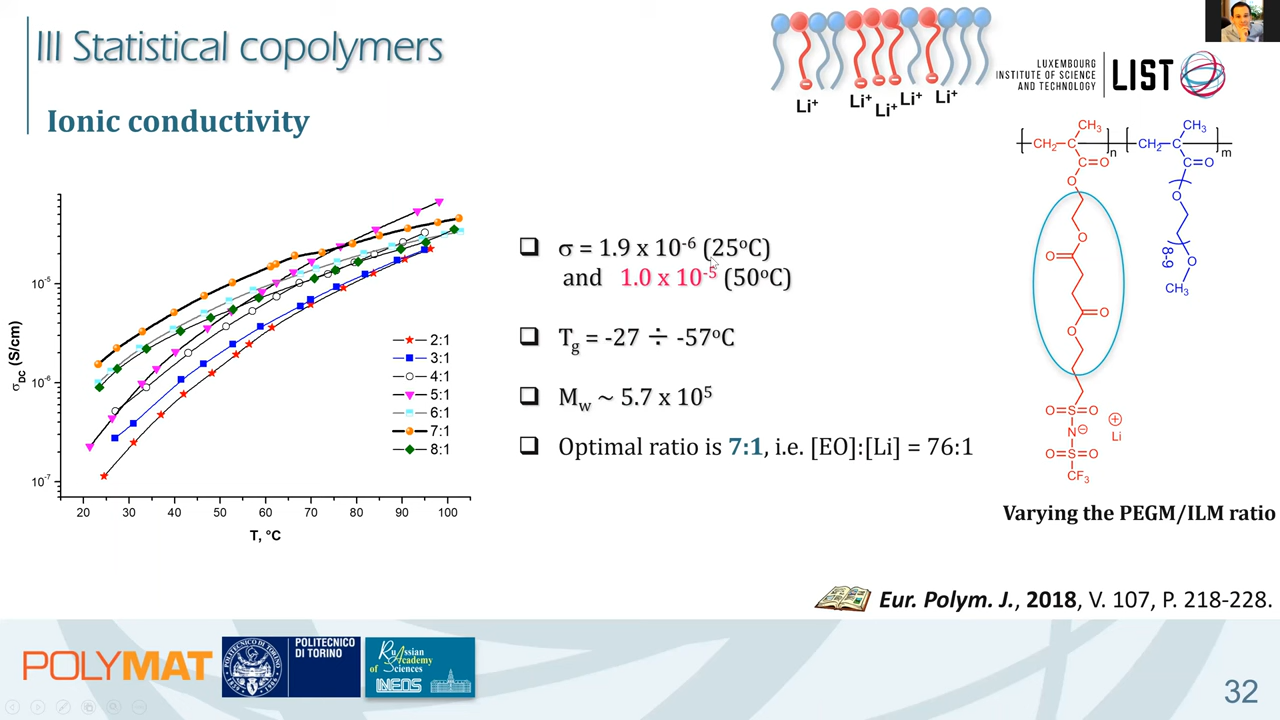 III Statistical copolymers
Ionic conductivity
Li⁺ Li⁺ Li⁺ Li⁺ Li⁺
LUXEMBOURG
INSTITUTE OF SCIENCE
AND TECHNOLOGY
LIST
10⁻⁵
10⁻⁶
10⁻⁷
σDC (S/cm)
20 30 40 50 60 70 80 90 100
T, °C
2:1
3:1
4:1
5:1
6:1
7:1
8:1
❑ σ = 1.9 x 10⁻⁶ (25ºC)
and 1.0 x 10⁻⁵ (50ºC)
❑ Tg = -27 ÷ -57ºC
❑ Mw ~ 5.7 x 10⁵
❑ Optimal ratio is 7:1, i.e. [EO]:[Li] = 76:1
CH₃ CH₃
CH₂ C n CH₂ C m
C=O C=O
O O
O
O
8-9
O
CH₃
O
O
O
O S O
N⊖
⊕
Li
O S O
CF₃
Varying the PEGM/ILM ratio
Eur. Polym. J., 2018, V. 107, P. 218-228.
POLYMAT
POLITECNICO
DI TORINO
Russian
Academy
of Sciences
INEOS
32